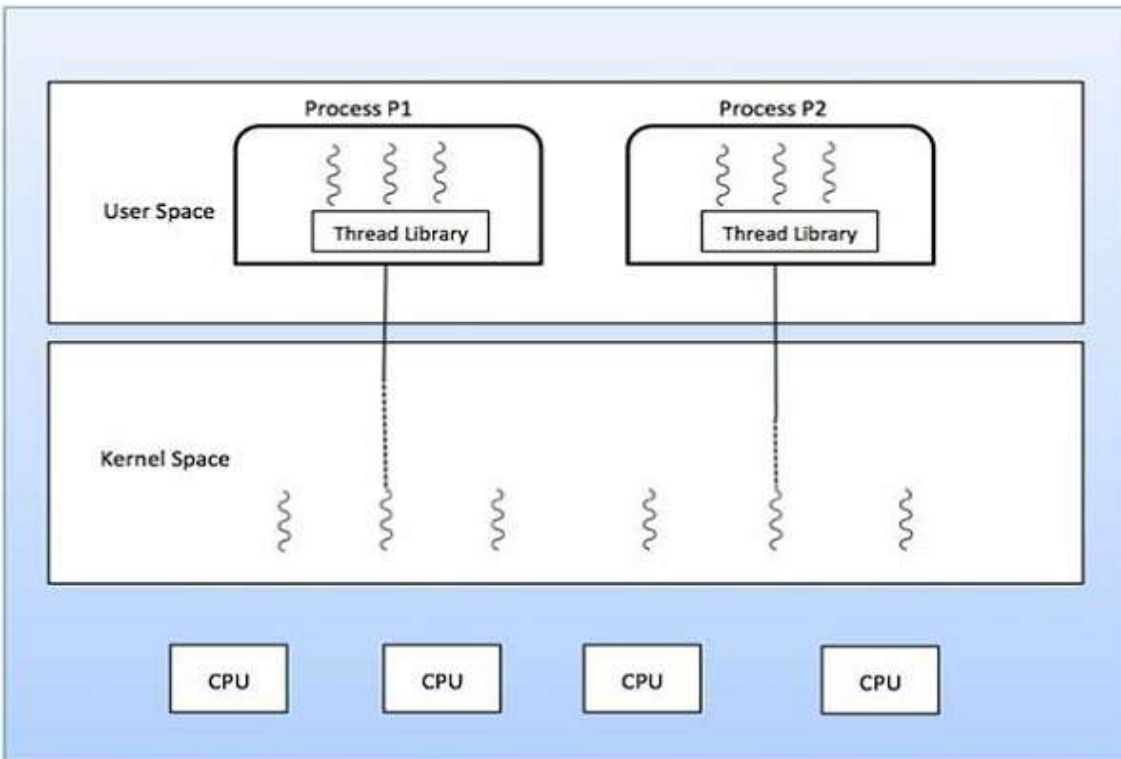 Process P1
Process P2
User Space
Thread Library
Thread Library
Kernel Space
CPU
CPU
CPU
CPU